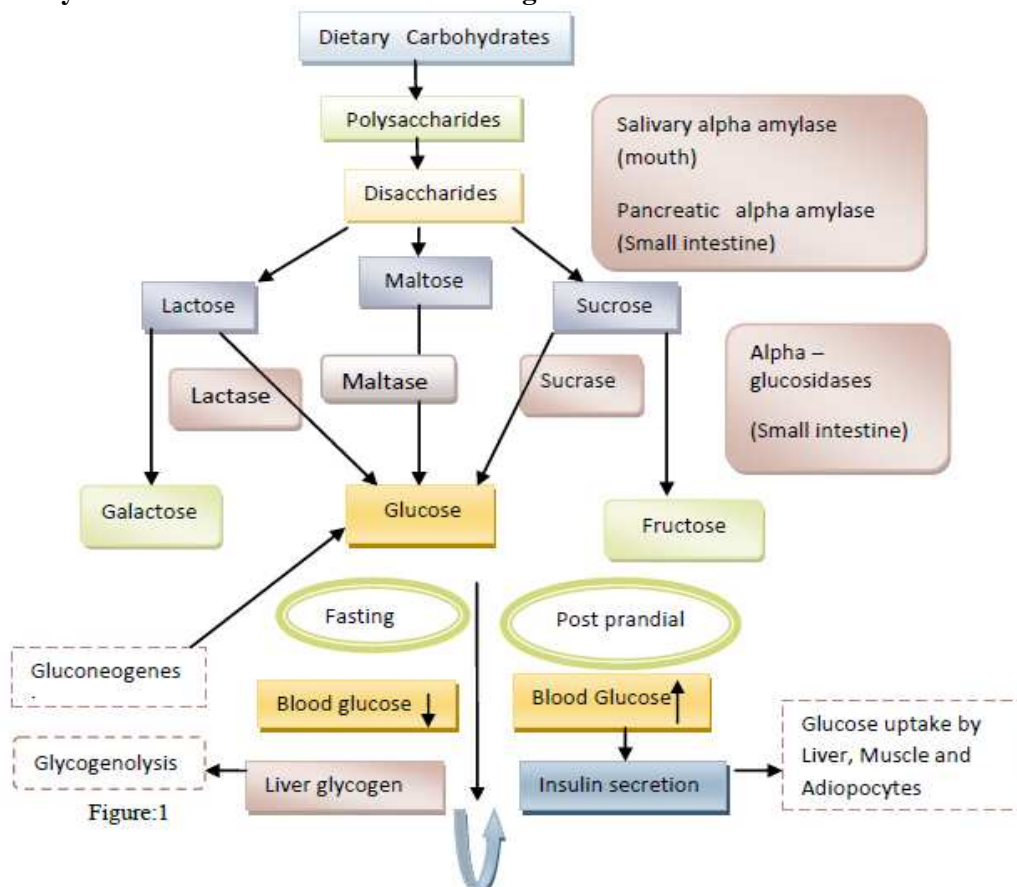 Dietary Carbohydrates
Polysaccharides
Disaccharides
Salivary alpha amylase
(mouth)
Pancreatic alpha amylase
(Small intestine)
Lactose
Maltose
Sucrose
Lactase
Maltase
Sucrase
Alpha –
glucosidases
(Small intestine)
Galactose
Glucose
Fructose
Fasting
Post prandial
Gluconeogenes
Blood glucose
Blood Glucose
Glucose uptake by
Liver, Muscle and
Adiopocytes
Glycogenolysis
Liver glycogen
Insulin secretion
Figure:1